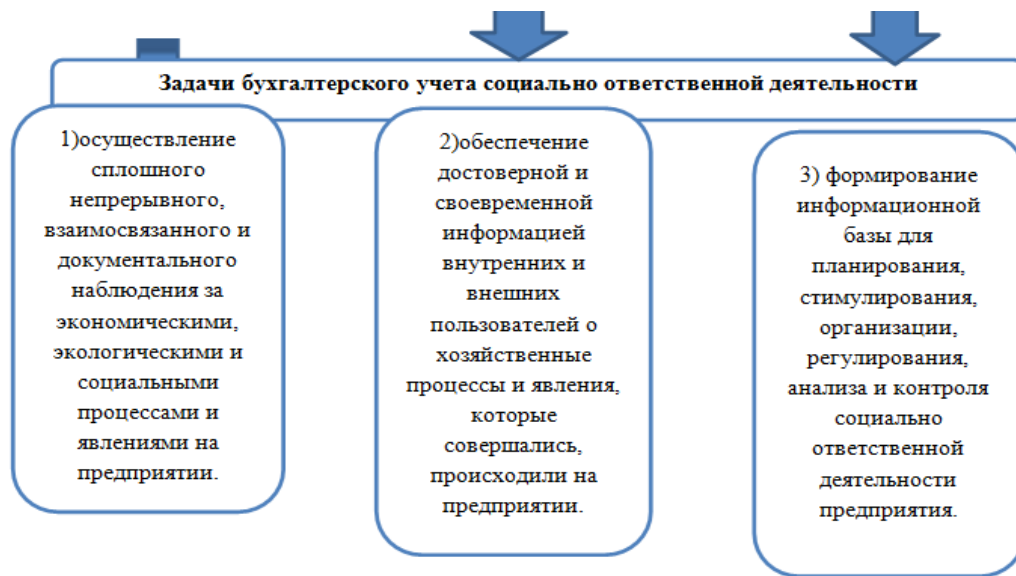 Задачи бухгалтерского учета социально ответственной деятельности
1)осуществление
сплошного
непрерывного,
взаимосвязанного и
документального
наблюдения за
экономическими,
экологическими и
социальными
процессами и
явлениями на
предприятии.
2)обеспечение
достоверной и
своевременной
информацией
внутренних и
внешних
пользователей о
хозяйственные
процессы и явления,
которые
совершались,
происходили на
предприятии.
3) формирование
информационной
базы для
планирования,
стимулирования,
организации,
регулирования,
анализа и контроля
социально
ответственной
деятельности
предприятия.